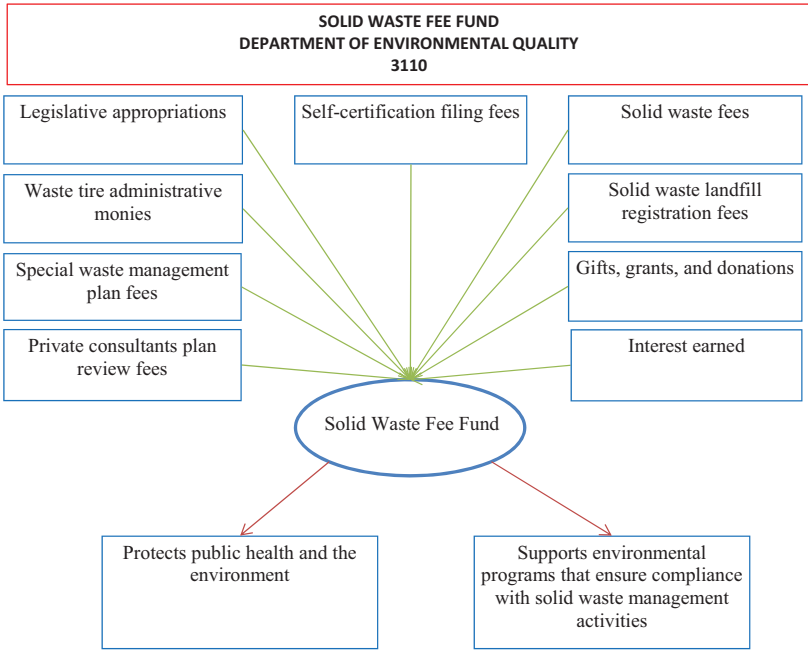 SOLID WASTE FEE FUND
DEPARTMENT OF ENVIRONMENTAL QUALITY
3110
Legislative appropriations
Self-certification filing fees
Solid waste fees
Waste tire administrative
monies
Solid waste landfill
registration fees
Special waste management
plan fees
Gifts, grants, and donations
Private consultants plan
review fees
Interest earned
Solid Waste Fee Fund
Protects public health and the
environment
Supports environmental
programs that ensure compliance
with solid waste management
activities